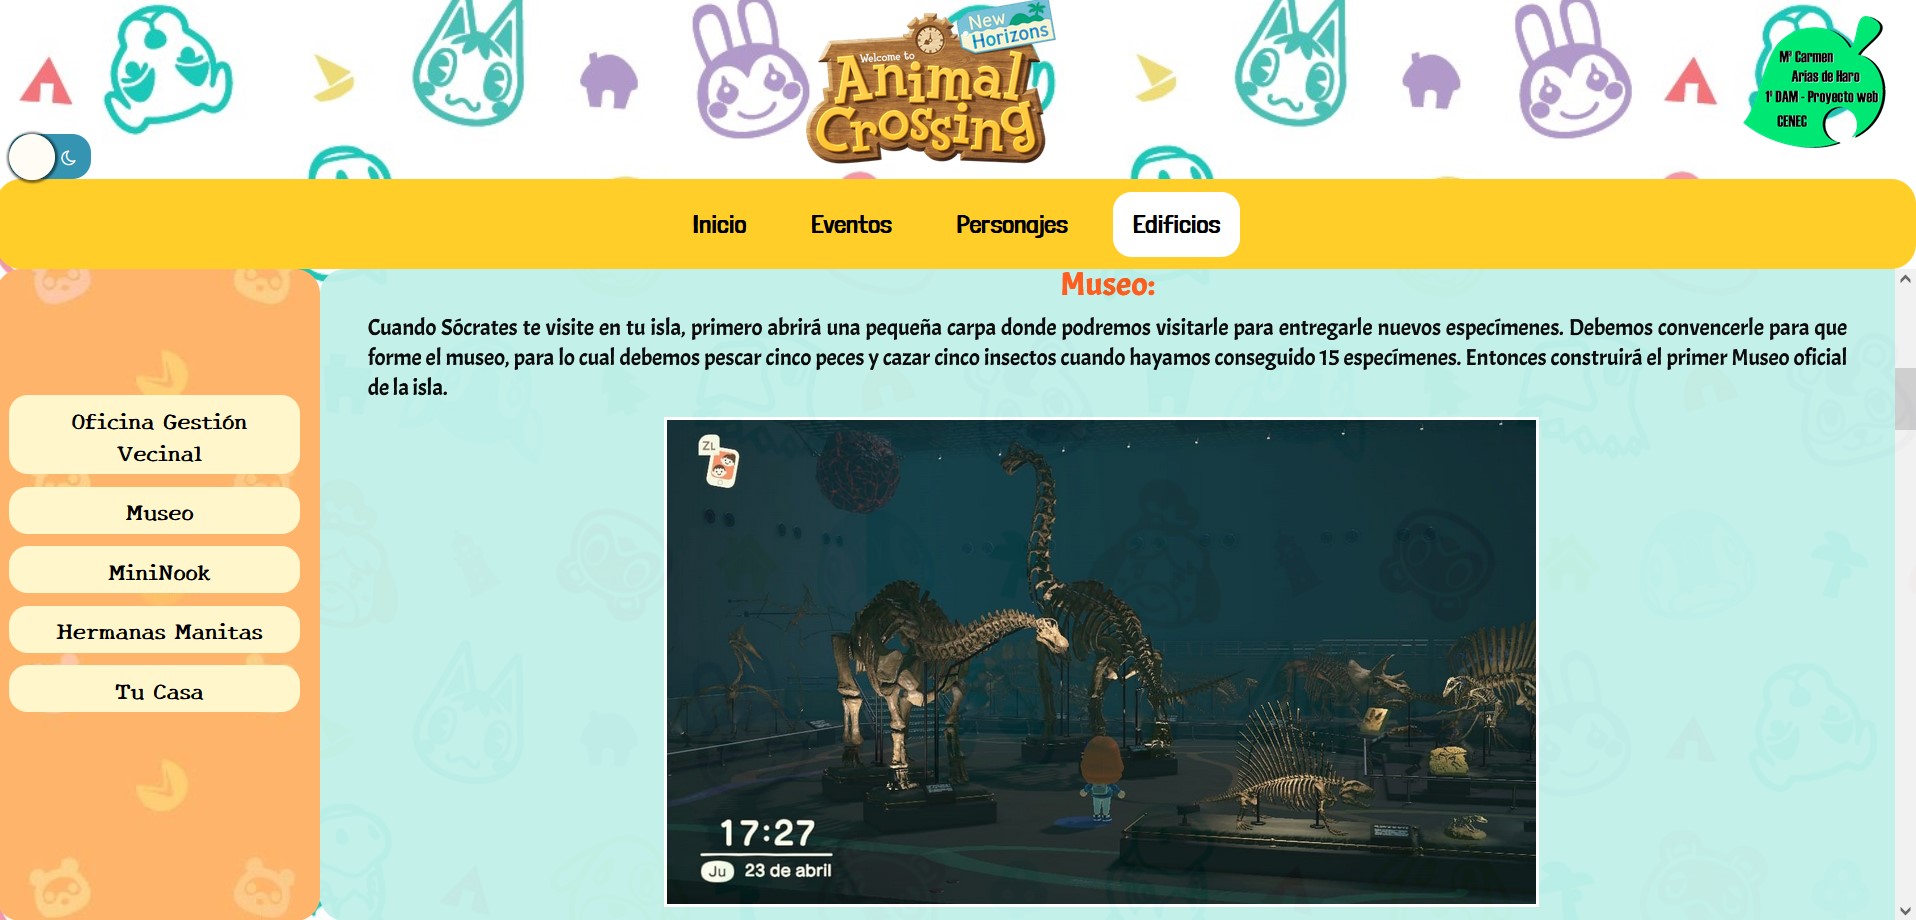 New
Horizons
Welcome to
Animal
Crossing
Mª Carmen
Arias de Haro
1º DAM - Proyecto web
CENEC
Inicio
Eventos
Personajes
Edificios
Oficina Gestión
Vecinal
Museo
MiniNook
Hermanas Manitas
Tu Casa
Museo:
Cuando Sócrates te visite en tu isla, primero abrirá una pequeña carpa donde podremos visitarle para entregarle nuevos especímenes. Debemos convencerle para que
forme el museo, para lo cual debemos pescar cinco peces y cazar cinco insectos cuando hayamos conseguido 15 especímenes. Entonces construirá el primer Museo oficial
de la isla.
ZL
17:27
Ju
23 de abril